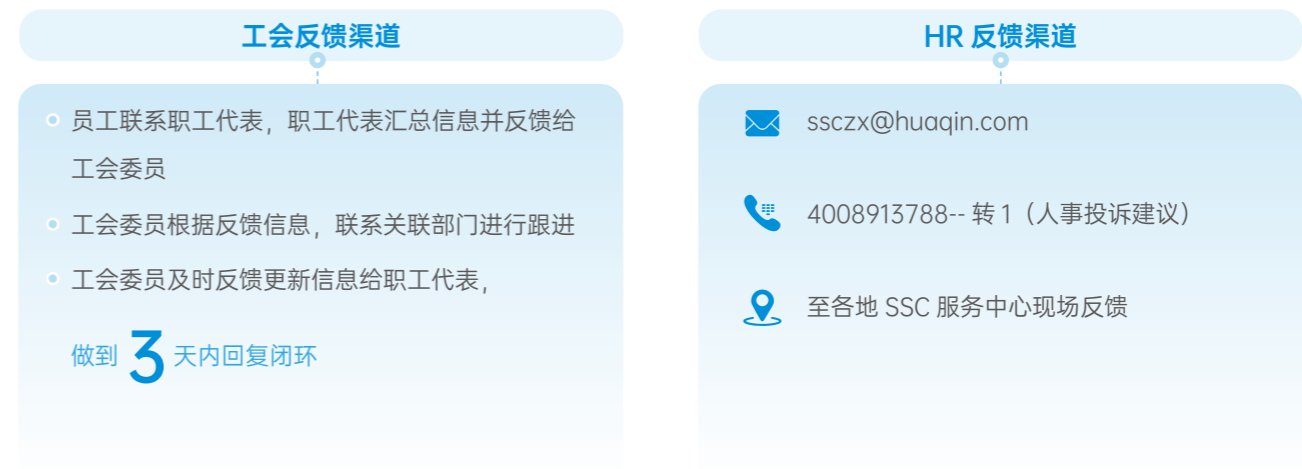 工会反馈渠道
员工联系职工代表，职工代表汇总信息并反馈给
工会委员
工会委员根据反馈信息，联系关联部门进行跟进
工会委员及时反馈更新信息给职工代表，
做到 3 天内回复闭环
HR 反馈渠道
ssczx@huaqin.com
4008913788-- 转 1（人事投诉建议）
至各地 SSC 服务中心现场反馈